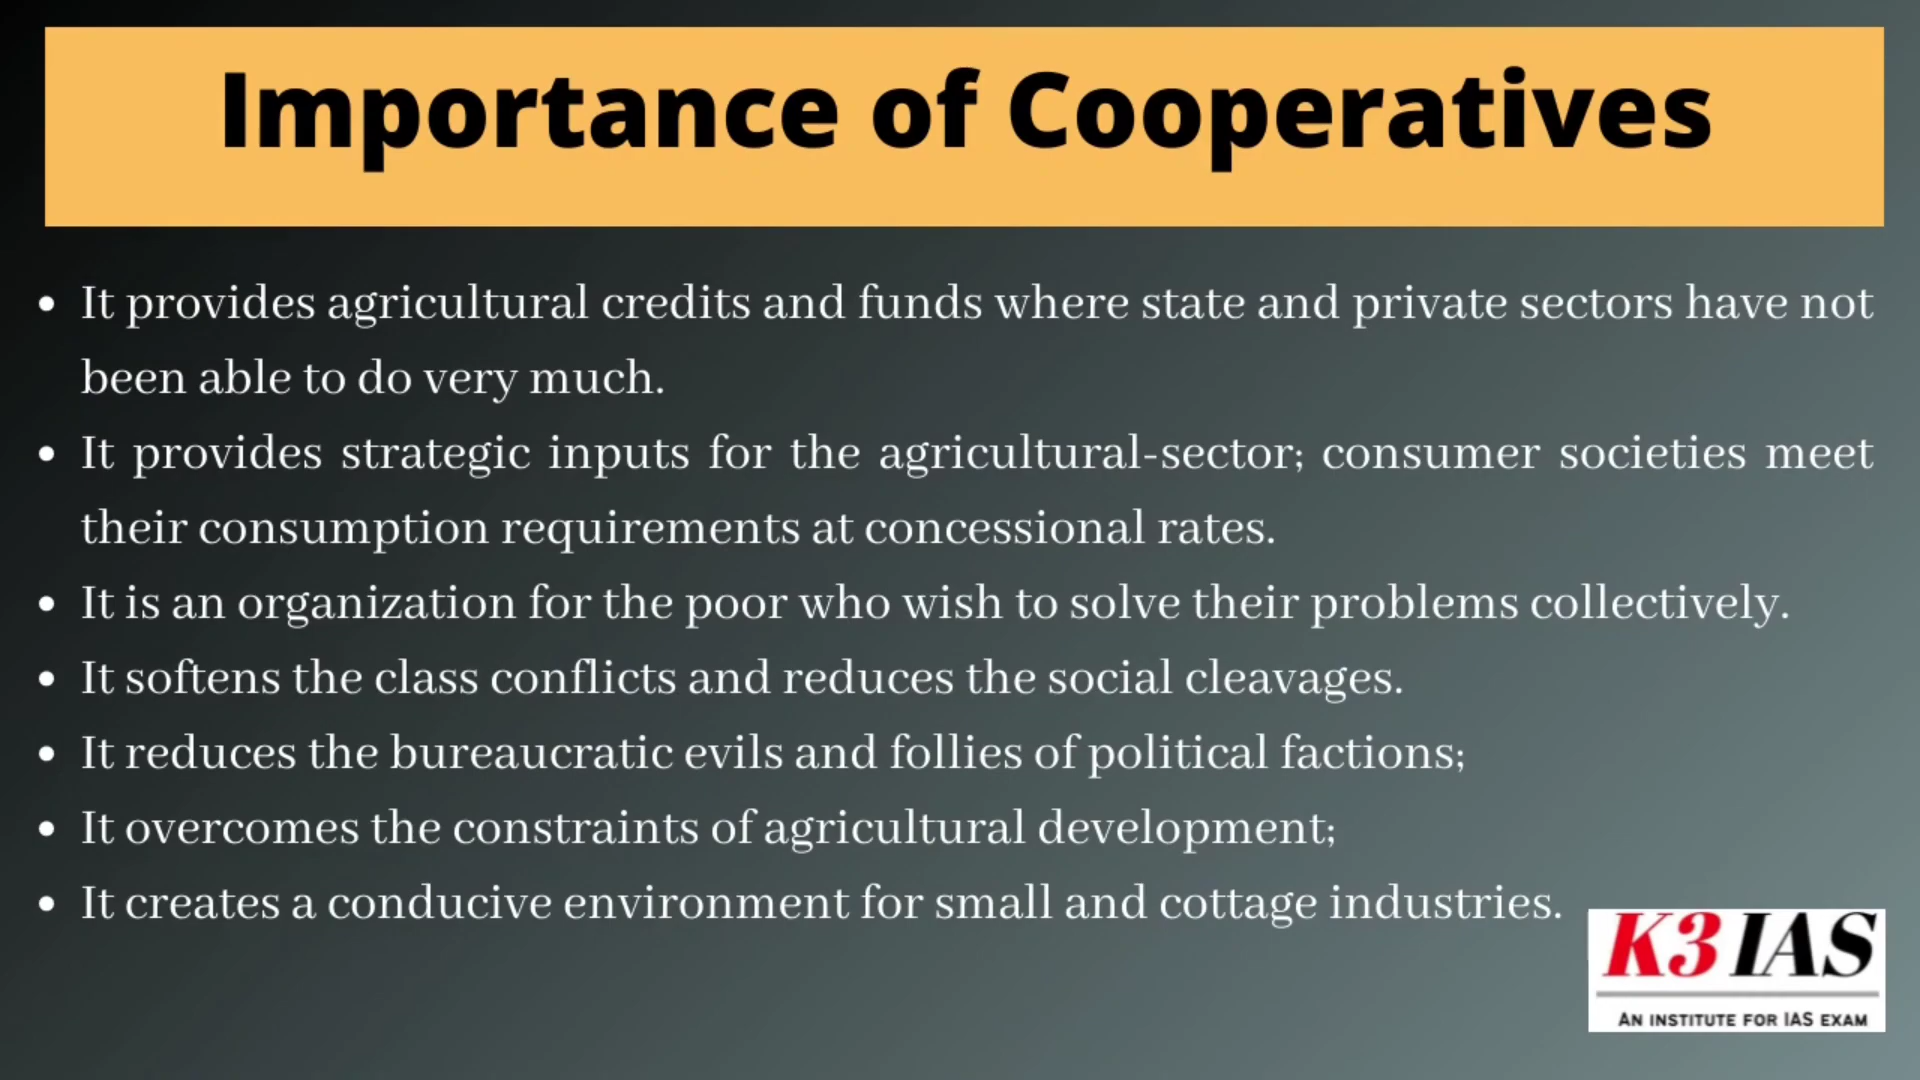 Importance of Cooperatives
• It provides agricultural credits and funds where state and private sectors have not
been able to do very much.
• It provides strategic inputs for the agricultural-sector; consumer societies meet
their consumption requirements at concessional rates.
• It is an organization for the poor who wish to solve their problems collectively.
• It softens the class conflicts and reduces the social cleavages.
• It reduces the bureaucratic evils and follies of political factions;
• It overcomes the constraints of agricultural development;
• It creates a conducive environment for small and cottage industries.
K3 IAS
AN INSTITUTE FOR IAS EXAM